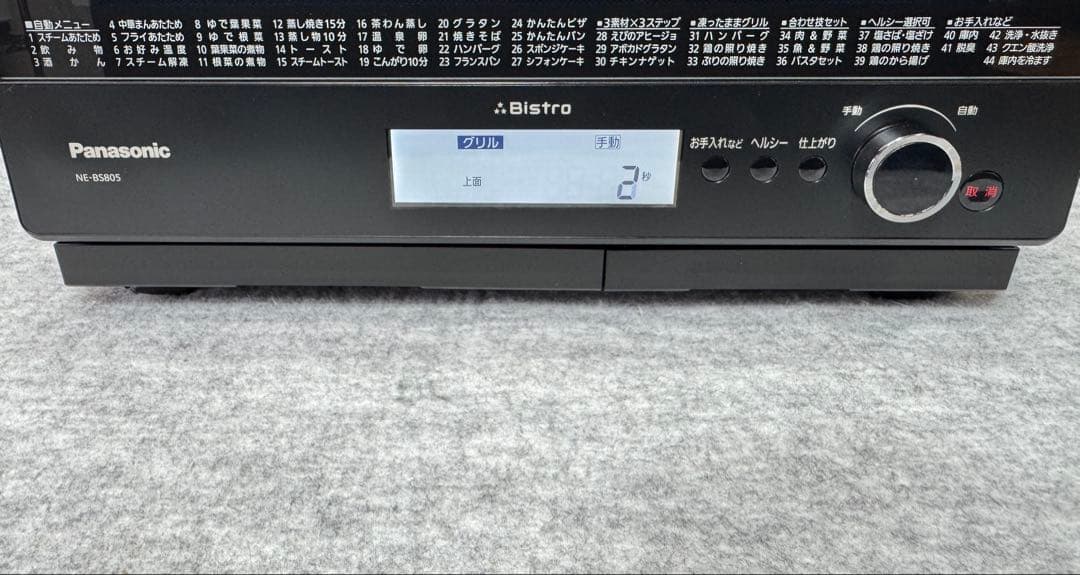 ■自動メニュー 4 中華まんあたため 8 ゆで葉果菜 12 蒸し焼き15分 16 茶わん蒸し 20 グラタン 24 かんたんピザ ■3素材×3ステップ ■凍ったままグリル ■合わせ技セット ■ヘルシー選択可 ■お手入れなど
1 スチームあたため 5 フライあたため 9 ゆで根菜 13 蒸し物10分 17 温泉卵 21 焼きそば 25 かんたんパン 28 えびのアヒージョ 31 ハンバーグ 34 肉&野菜 37 塩さば・塩ざけ 40 庫内 42 洗浄・水抜き
2 飲み物 6 お好み温度 10 葉果菜の煮物 14 トースト 18 ゆで卵 22 ハンバーグ 26 スポンジケーキ 29 アボカドグラタン 32 鶏の照り焼き 35 魚&野菜 38 鶏の照り焼き 41 脱臭 43 クエン酸洗浄
3 酒かん 7 スチーム解凍 11 根菜の煮物 15 スチームトースト 19 こんがり10分 23 フランスパン 27 シフォンケーキ 30 チキンナゲット 33 ぶりの照り焼き 36 パスタセット 39 鶏のから揚げ 44 庫内を冷ます
Bistro
手動 自動
Panasonic
NE-BS805
グリル 手動
上面 2秒
お手入れなど ヘルシー 仕上がり
取消